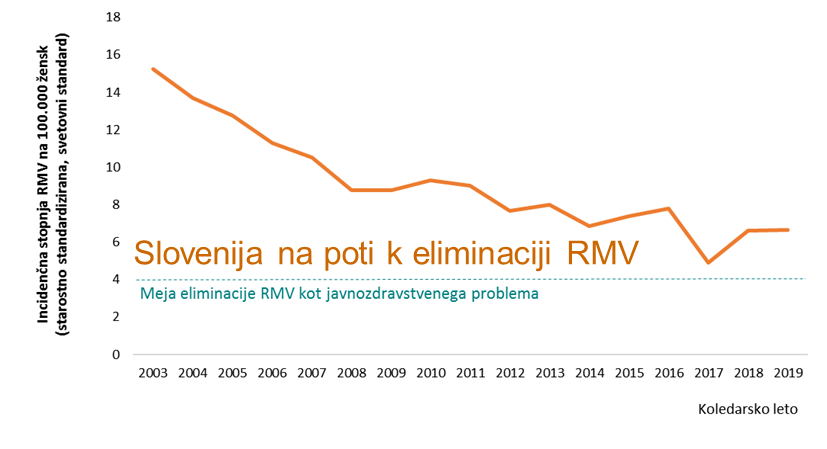 Incidenčna stopnja RMV na 100.000 žensk
(starostno standardizirana, svetovni standard)
18
16
14
12
10
8
6
4
2
0
Slovenija na poti k eliminaciji RMV
Meja eliminacije RMV kot javnozdravstvenega problema
2003 2004 2005 2006 2007 2008 2009 2010 2011 2012 2013 2014 2015 2016 2017 2018 2019
Koledarsko leto